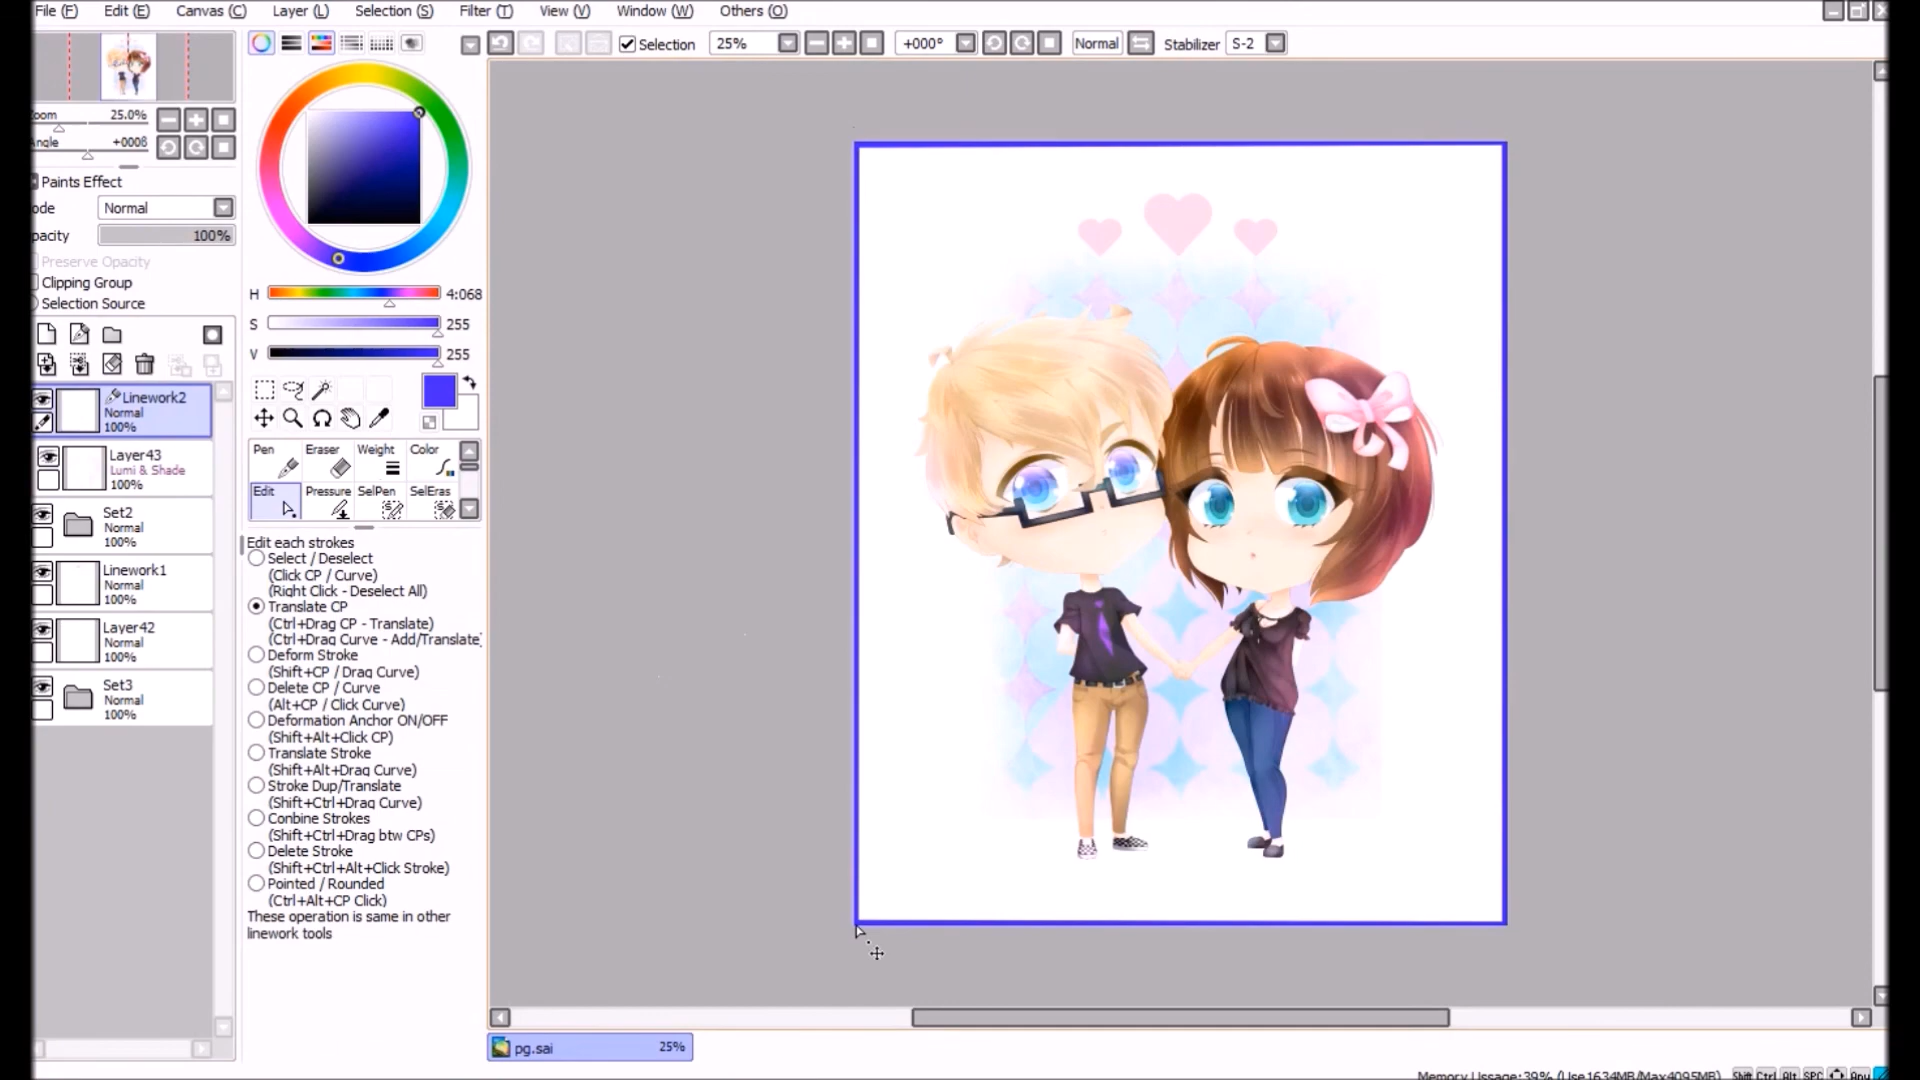 File (F) Edit (E) Canvas (C) Layer (L) Selection (S) Filter (T) View (V) Window (W) Others (O)
Selection 25% +000° Normal Stabilizer S-2
oom 25.0%
Angle +0008
Paints Effect
ode Normal
pacity 100%
Preserve Opacity
Clipping Group
Selection Source
Linework2
Normal
100%
Layer43
Lumi & Shade
100%
Set2
Normal
100%
Linework1
Normal
100%
Layer42
Normal
100%
Set3
Normal
100%
H 4:068
S 255
V 255
Pen Eraser Weight Color
Edit Pressure SelPen SelEras
Edit each strokes
Select / Deselect
(Click CP / Curve)
(Right Click - Deselect All)
Translate CP
(Ctrl+Drag CP - Translate)
(Ctrl+Drag Curve - Add/Translate)
Deform Stroke
(Shift+CP / Drag Curve)
Delete CP / Curve
(Alt+CP / Click Curve)
Deformation Anchor ON/OFF
(Shift+Alt+Click CP)
Translate Stroke
(Shift+Alt+Drag Curve)
Stroke Dup/Translate
(Shift+Ctrl+Drag Curve)
Conbine Strokes
(Shift+Ctrl+Drag btw CPs)
Delete Stroke
(Shift+Ctrl+Alt+Click Stroke)
Pointed / Rounded
(Ctrl+Alt+CP Click)
These operation is same in other
linework tools
pg.sai 25%
Memory Ussage:39% (Use1634MB/Max4095MB) Shift Ctrl Alt SPC Any